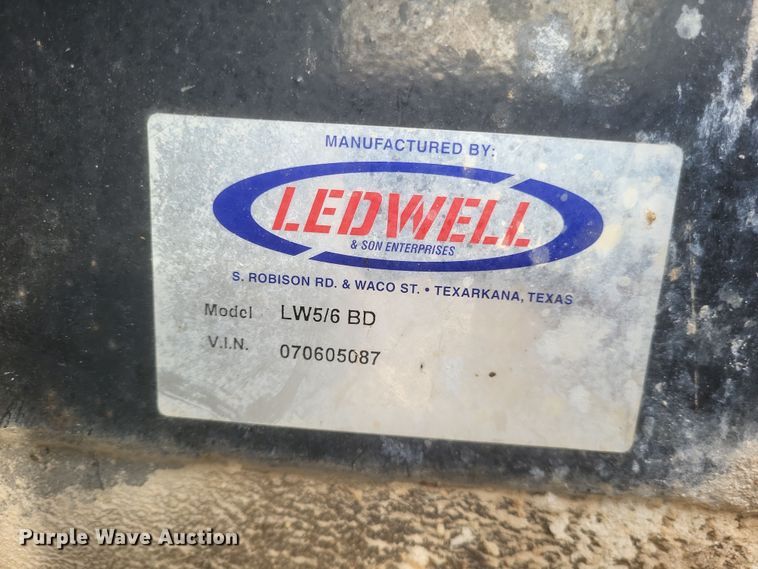 MANUFACTURED BY:
LEDWELL
& SON ENTERPRISES
S. ROBISON RD. & WACO ST. • TEXARKANA, TEXAS
Model LW5/6 BD
V.I.N. 070605087
Purple Wave Auction